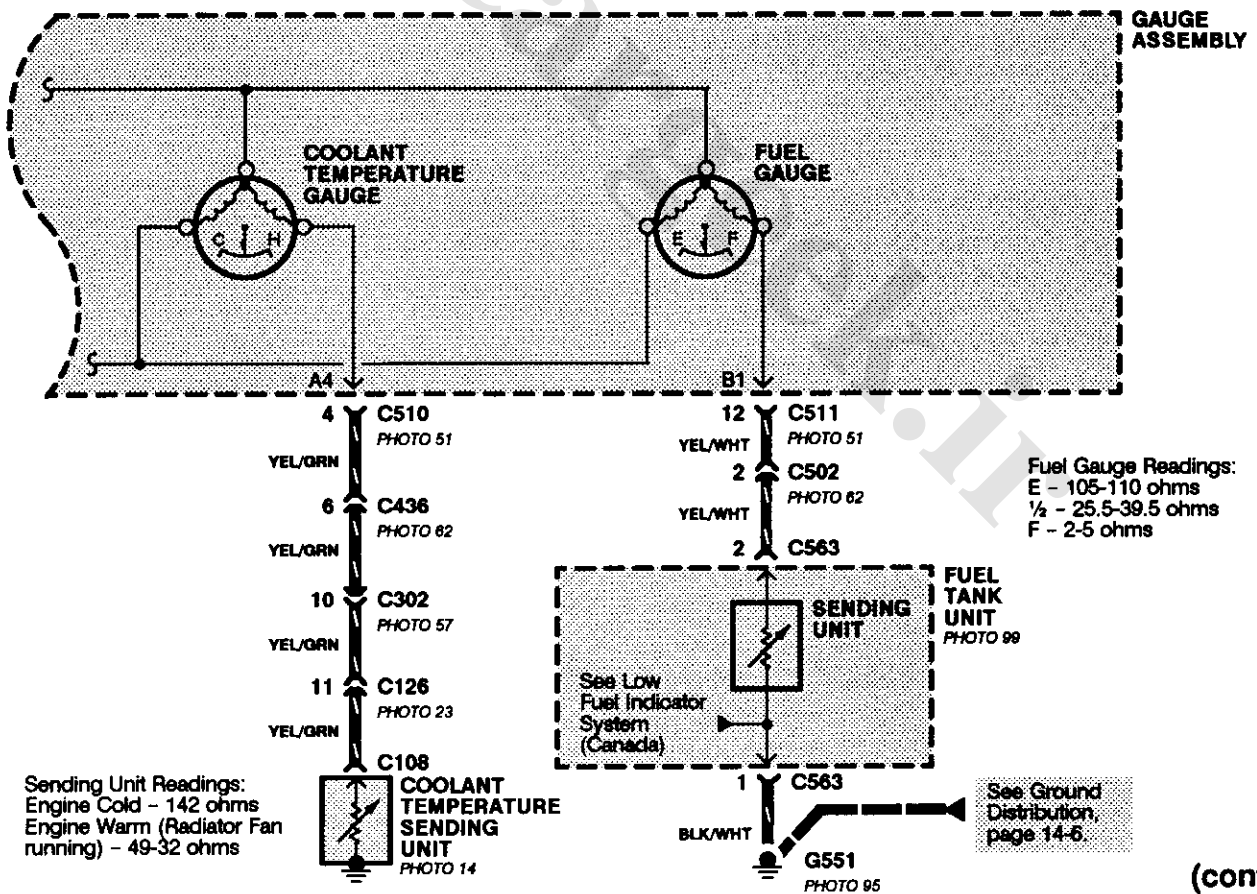 GAUGE
ASSEMBLY
COOLANT
TEMPERATURE
GAUGE
FUEL
GAUGE
C H
E F
A4
B1
4 C510
PHOTO 51
YEL/GRN
6 C436
PHOTO 62
YEL/GRN
10 C302
PHOTO 57
YEL/GRN
11 C126
PHOTO 23
YEL/GRN
C108
Sending Unit Readings:
Engine Cold – 142 ohms
Engine Warm (Radiator Fan
running) – 49-32 ohms
COOLANT
TEMPERATURE
SENDING
UNIT
PHOTO 14
12 C511
PHOTO 51
YEL/WHT
2 C502
PHOTO 62
YEL/WHT
2 C563
Fuel Gauge Readings:
E – 105-110 ohms
½ – 25.5-39.5 ohms
F – 2-5 ohms
FUEL
TANK
UNIT
PHOTO 99
SENDING
UNIT
See Low
Fuel Indicator
System
(Canada)
1 C563
BLK/WHT
G551
PHOTO 95
See Ground
Distribution,
page 14-6.
(con